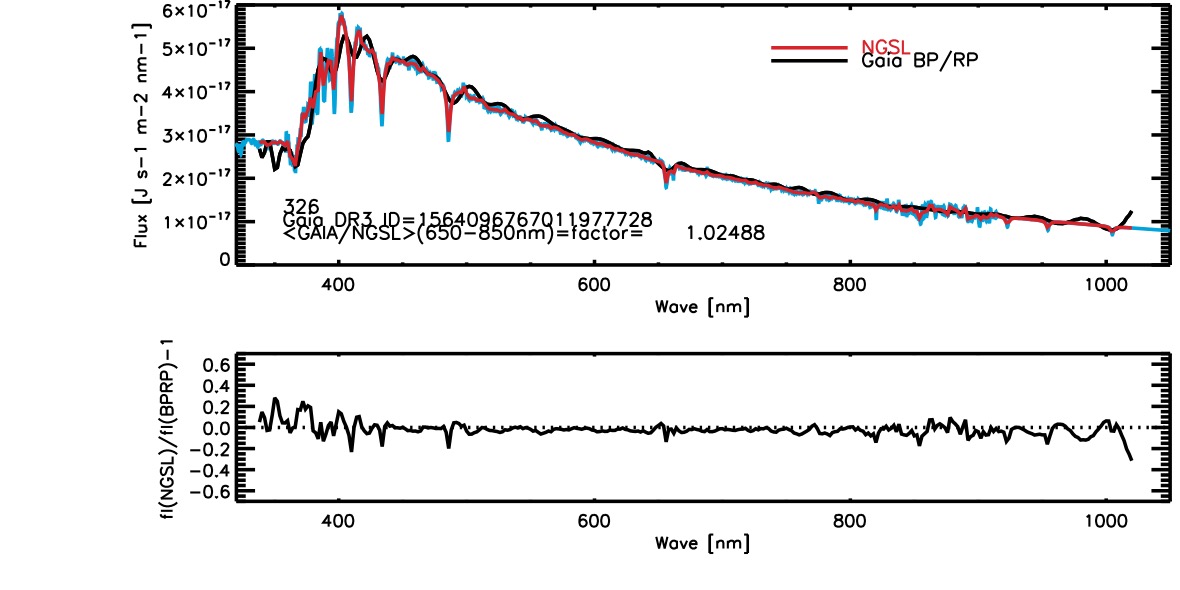 Flux [J s−1 m−2 nm−1]
6×10−17
5×10−17
4×10−17
3×10−17
2×10−17
1×10−17
0
NGSL
Gaia BP/RP
326
Gaia DR3 ID=1564096767011977728
<GAIA/NGSL>(650−850nm)=factor= 1.02488
400 600 800 1000
Wave [nm]
fl(NGSL)/fl(BPRP)−1
0.6
0.4
0.2
0.0
−0.2
−0.4
−0.6
400 600 800 1000
Wave [nm]